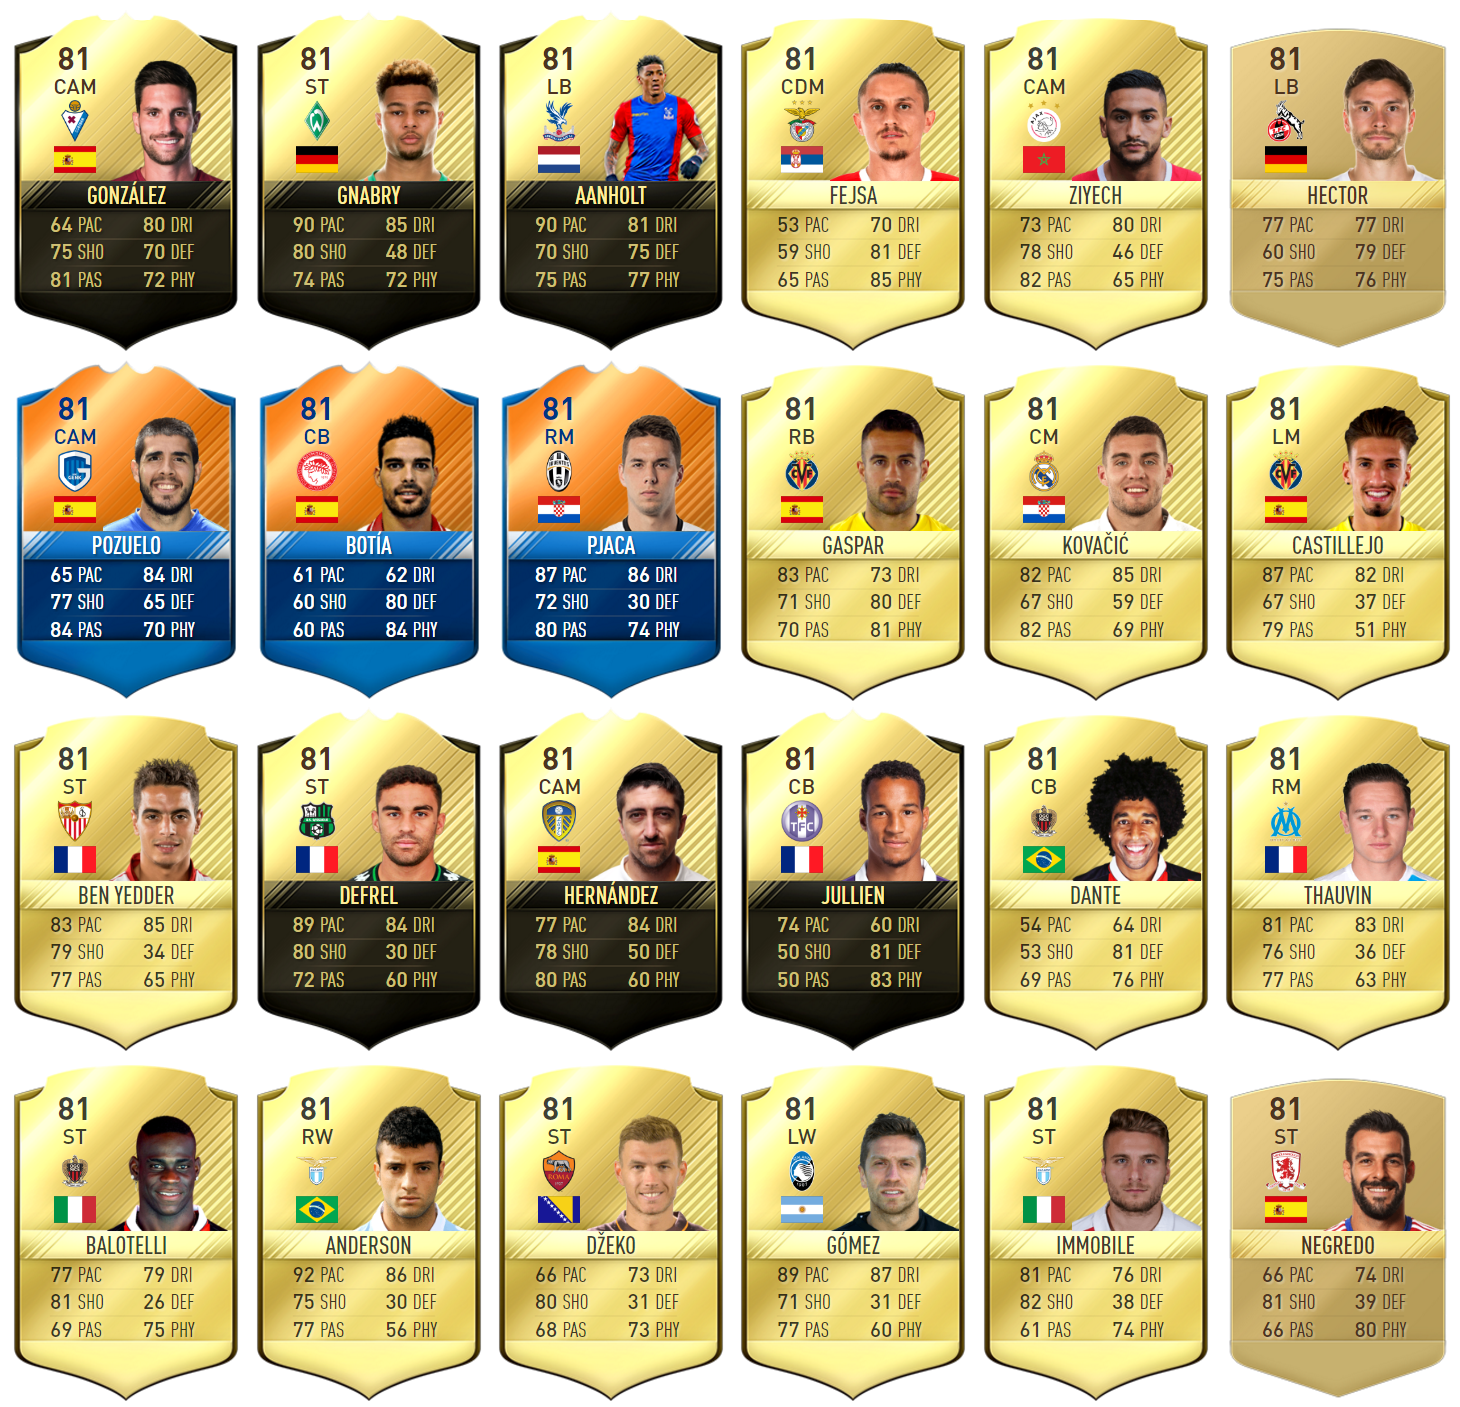 81
CAM
GONZÁLEZ
64 PAC 80 DRI
75 SHO 70 DEF
81 PAS 72 PHY
81
ST
GNABRY
90 PAC 85 DRI
80 SHO 48 DEF
74 PAS 72 PHY
81
LB
AANHOLT
90 PAC 81 DRI
70 SHO 75 DEF
75 PAS 77 PHY
81
CDM
FEJSA
53 PAC 70 DRI
59 SHO 81 DEF
65 PAS 85 PHY
81
CAM
AJAX
ZIYECH
73 PAC 80 DRI
78 SHO 46 DEF
82 PAS 65 PHY
81
LB
HECTOR
77 PAC 77 DRI
60 SHO 79 DEF
75 PAS 76 PHY
81
CAM
GENK
POZUELO
65 PAC 84 DRI
77 SHO 65 DEF
84 PAS 70 PHY
81
CB
BOTÍA
61 PAC 62 DRI
60 SHO 80 DEF
60 PAS 84 PHY
81
RM
JUVENTUS
PJACA
87 PAC 86 DRI
72 SHO 30 DEF
80 PAS 74 PHY
81
RB
CVF
GASPAR
83 PAC 73 DRI
71 SHO 80 DEF
70 PAS 81 PHY
81
CM
KOVAČIĆ
82 PAC 85 DRI
67 SHO 59 DEF
82 PAS 69 PHY
81
LM
CVF
CASTILLEJO
87 PAC 82 DRI
67 SHO 37 DEF
79 PAS 51 PHY
81
ST
BEN YEDDER
83 PAC 85 DRI
79 SHO 34 DEF
77 PAS 65 PHY
81
ST
DEFREL
89 PAC 84 DRI
80 SHO 30 DEF
72 PAS 60 PHY
81
CAM
HERNÁNDEZ
77 PAC 84 DRI
78 SHO 50 DEF
80 PAS 60 PHY
81
CB
TFC
JULLIEN
74 PAC 60 DRI
50 SHO 81 DEF
50 PAS 83 PHY
81
CB
DANTE
54 PAC 64 DRI
53 SHO 81 DEF
69 PAS 76 PHY
81
RM
THAUVIN
81 PAC 83 DRI
76 SHO 36 DEF
77 PAS 63 PHY
81
ST
BALOTELLI
77 PAC 79 DRI
81 SHO 26 DEF
69 PAS 75 PHY
81
RW
ANDERSON
92 PAC 86 DRI
75 SHO 30 DEF
77 PAS 56 PHY
81
ST
ROMA
DŽEKO
66 PAC 73 DRI
80 SHO 31 DEF
68 PAS 73 PHY
81
LW
GÓMEZ
89 PAC 87 DRI
71 SHO 31 DEF
77 PAS 60 PHY
81
ST
IMMOBILE
81 PAC 76 DRI
82 SHO 38 DEF
61 PAS 74 PHY
81
ST
NEGREDO
66 PAC 74 DRI
81 SHO 39 DEF
66 PAS 80 PHY